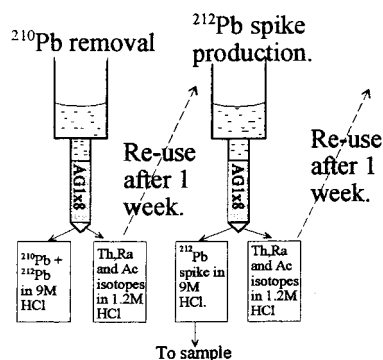 ²¹⁰Pb removal
²¹²Pb spike
production.
Re-use
after 1
week.
Re-use
after 1
week.
AG1x8
AG1x8
²¹⁰Pb +
²¹²Pb
in 9M
HCl
Th,Ra
and Ac
isotopes
in 1.2M
HCl
²¹²Pb
spike in
9M
HCl.
Th,Ra
and Ac
isotopes
in 1.2M
HCl
To sample